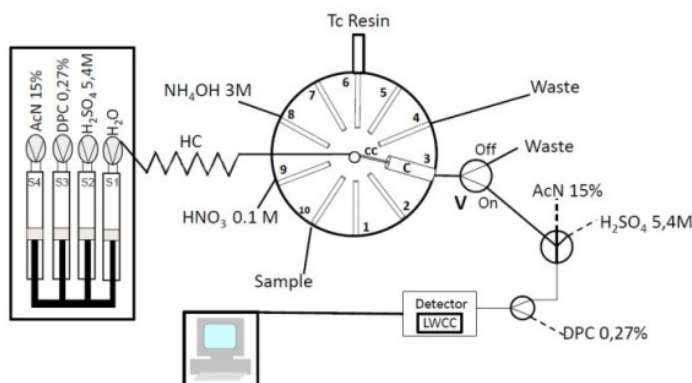 Tc Resin
AcN 15%
DPC 0,27%
H₂SO₄ 5,4M
H₂O
S4
S3
S2
S1
HC
NH₄OH 3M
HNO₃ 0.1 M
Sample
1
2
3
4
5
6
7
8
9
10
CC
C
Waste
Off
Waste
V
On
AcN 15%
H₂SO₄ 5,4M
Detector
LWCC
DPC 0,27%